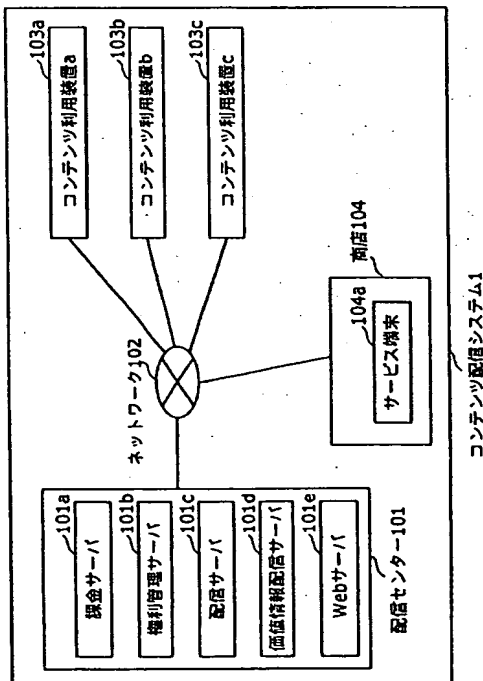 課金サーバ
101a
権利管理サーバ
101b
配信サーバ
101c
価値情報配信サーバ
101d
Webサーバ
101e
配信センター101
ネットワーク102
コンテンツ利用装置a
103a
コンテンツ利用装置b
103b
コンテンツ利用装置c
103c
サービス端末
104a
商店104
コンテンツ配信システム1